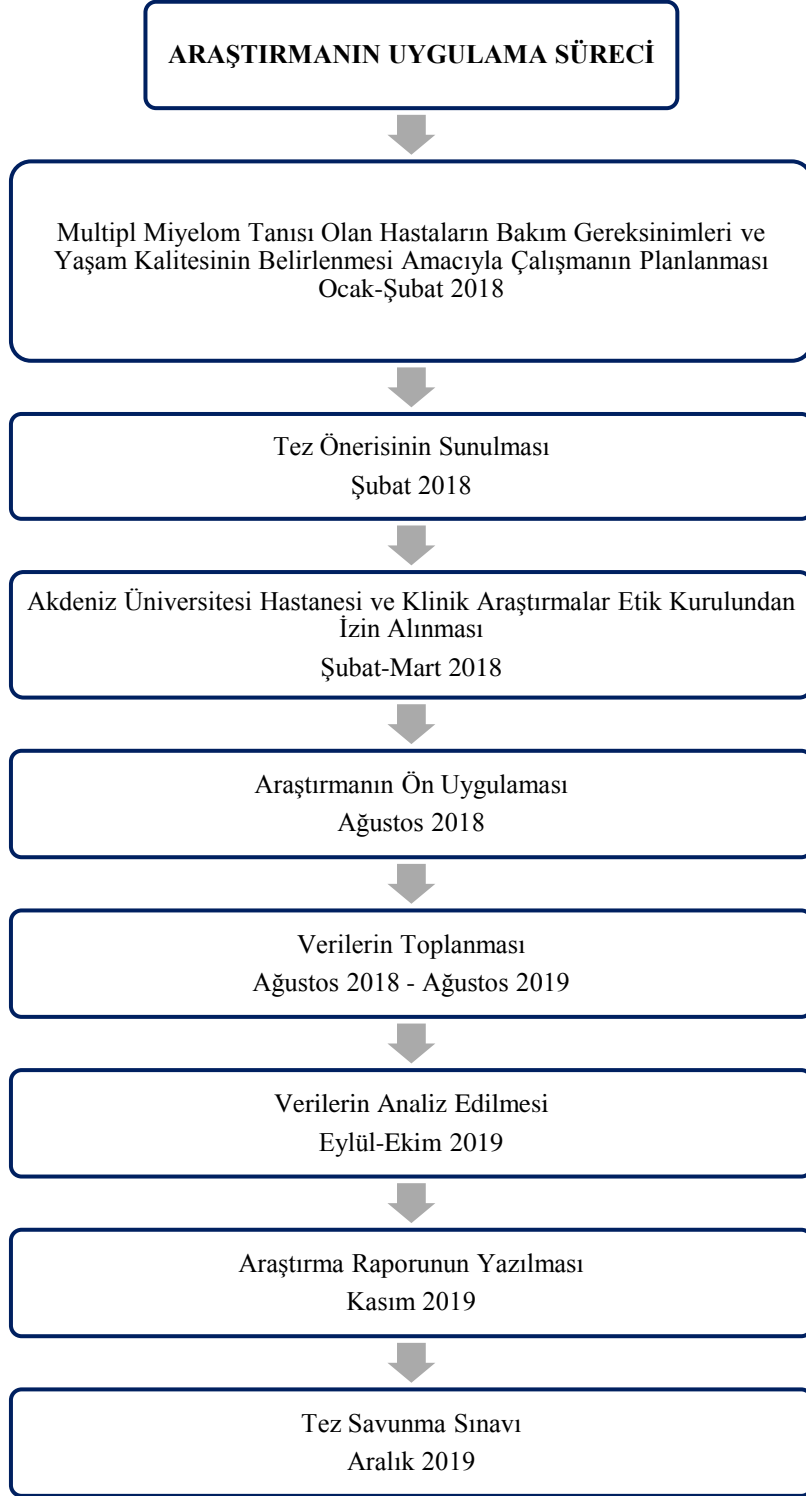 ARAŞTIRMANIN UYGULAMA SÜRECİ
Multipl Miyelom Tanısı Olan Hastaların Bakım Gereksinimleri ve
Yaşam Kalitesinin Belirlenmesi Amacıyla Çalışmanın Planlanması
Ocak-Şubat 2018
Tez Önerisinin Sunulması
Şubat 2018
Akdeniz Üniversitesi Hastanesi ve Klinik Araştırmalar Etik Kurulundan
İzin Alınması
Şubat-Mart 2018
Araştırmanın Ön Uygulaması
Ağustos 2018
Verilerin Toplanması
Ağustos 2018 - Ağustos 2019
Verilerin Analiz Edilmesi
Eylül-Ekim 2019
Araştırma Raporunun Yazılması
Kasım 2019
Tez Savunma Sınavı
Aralık 2019